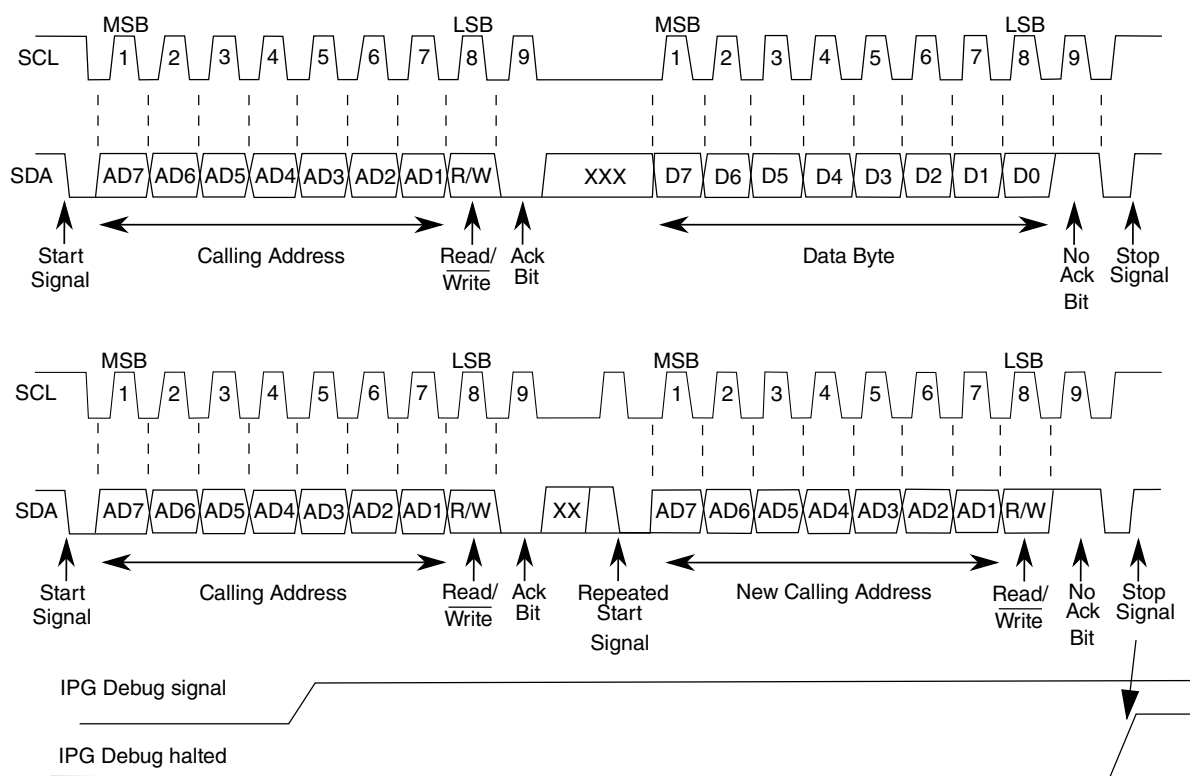 MSB LSB MSB LSB
SCL 1 2 3 4 5 6 7 8 9 1 2 3 4 5 6 7 8 9
SDA AD7 AD6 AD5 AD4 AD3 AD2 AD1 R/W XXX D7 D6 D5 D4 D3 D2 D1 D0
Start Calling Address Read/ Ack Data Byte No Stop
Signal Write Bit Ack Signal
Bit
MSB LSB MSB LSB
SCL 1 2 3 4 5 6 7 8 9 1 2 3 4 5 6 7 8 9
SDA AD7 AD6 AD5 AD4 AD3 AD2 AD1 R/W XX AD7 AD6 AD5 AD4 AD3 AD2 AD1 R/W
Start Calling Address Read/ Ack Repeated New Calling Address Read/ No Stop
Signal Write Bit Start Write Ack Signal
Signal Bit
IPG Debug signal
IPG Debug halted